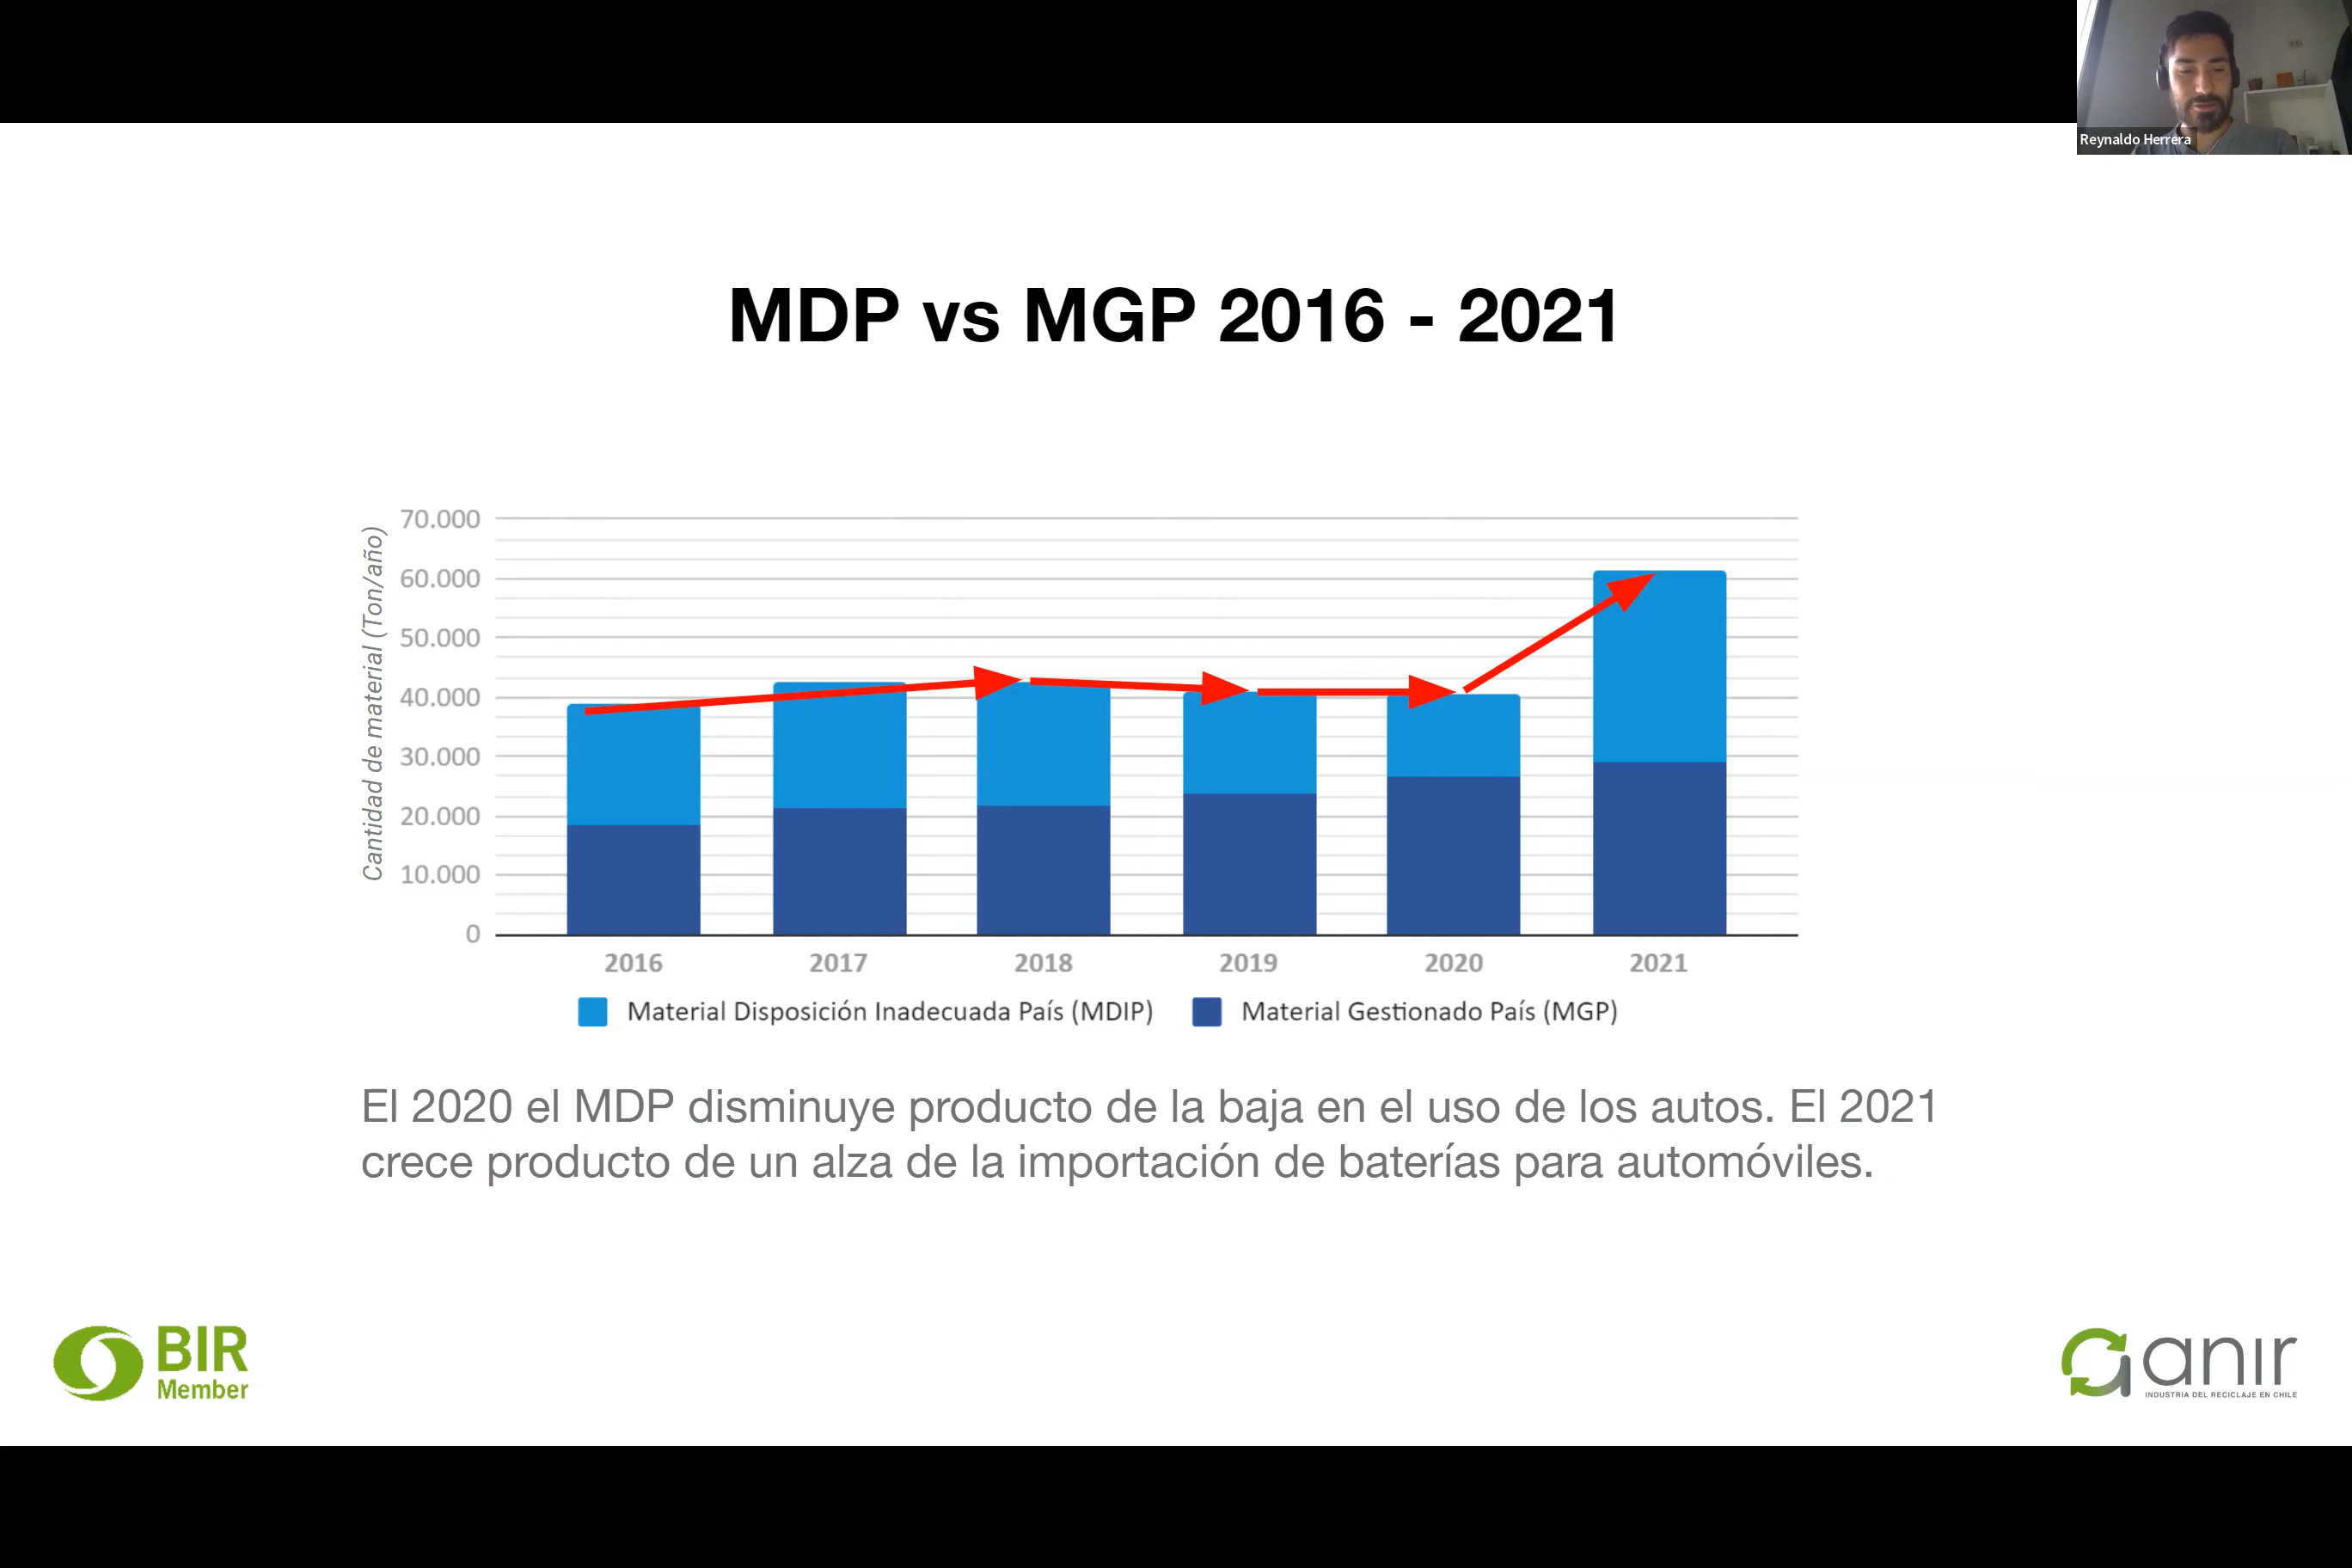 Reynaldo Herrera
MDP vs MGP 2016 - 2021
Cantidad de material (Ton/año)
70.000
60.000
50.000
40.000
30.000
20.000
10.000
0
2016 2017 2018 2019 2020 2021
Material Disposición Inadecuada País (MDIP) Material Gestionado País (MGP)
El 2020 el MDP disminuye producto de la baja en el uso de los autos. El 2021
crece producto de un alza de la importación de baterías para automóviles.
BIR
Member
anır
INDUSTRIA DEL RECICLAJE EN CHILE